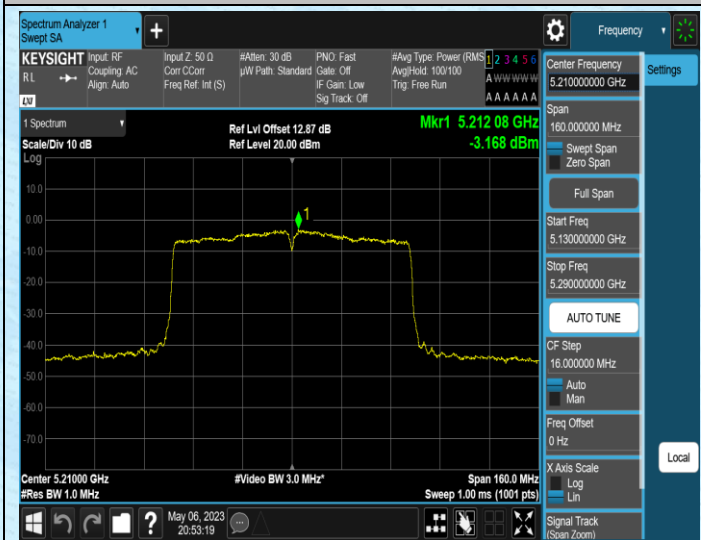 Spectrum Analyzer 1
Swept SA
+
Frequency
KEYSIGHT
RL
LXI
Input: RF
Coupling: AC
Align: Auto
Input Z: 50 Ω
Corr CCorr
Freq Ref: Int (S)
#Atten: 30 dB
µW Path: Standard
PNO: Fast
Gate: Off
IF Gain: Low
Sig Track: Off
#Avg Type: Power (RMS
Avg|Hold: 100/100
Trig: Free Run
1 2 3 4 5 6
A W W W W W
A A A A A A
1 Spectrum
Scale/Div 10 dB
Log
Ref Lvl Offset 12.87 dB
Ref Level 20.00 dBm
Mkr1 5.212 08 GHz
-3.168 dBm
10.0
0.00
-10.0
-20.0
-30.0
-40.0
-50.0
-60.0
-70.0
1
Center 5.21000 GHz
#Res BW 1.0 MHz
#Video BW 3.0 MHz*
Span 160.0 MHz
Sweep 1.00 ms (1001 pts)
?
May 06, 2023
20:53:19
Center Frequency
5.210000000 GHz
Settings
Span
160.000000 MHz
Swept Span
Zero Span
Full Span
Start Freq
5.130000000 GHz
Stop Freq
5.290000000 GHz
AUTO TUNE
CF Step
16.000000 MHz
Auto
Man
Freq Offset
0 Hz
X Axis Scale
Log
Lin
Local
Signal Track
(Span Zoom)